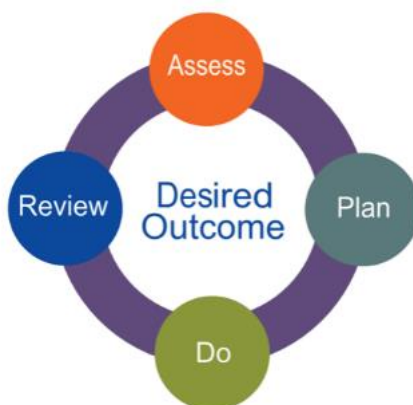 Assess
Review
Desired
Outcome
Plan
Do